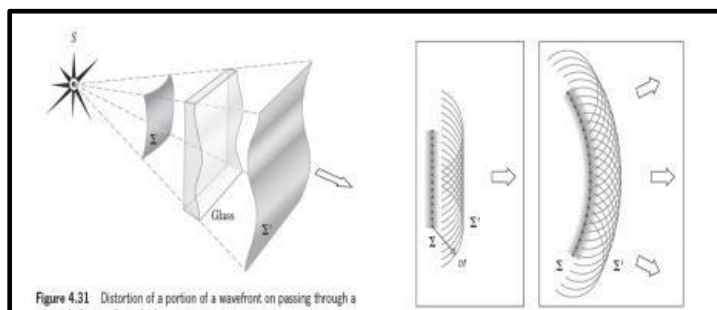 S
Σ
Glass
Σ'
Figure 4.31 Distortion of a portion of a wavefront on passing through a
Σ
Σ'
vt
Σ
Σ'